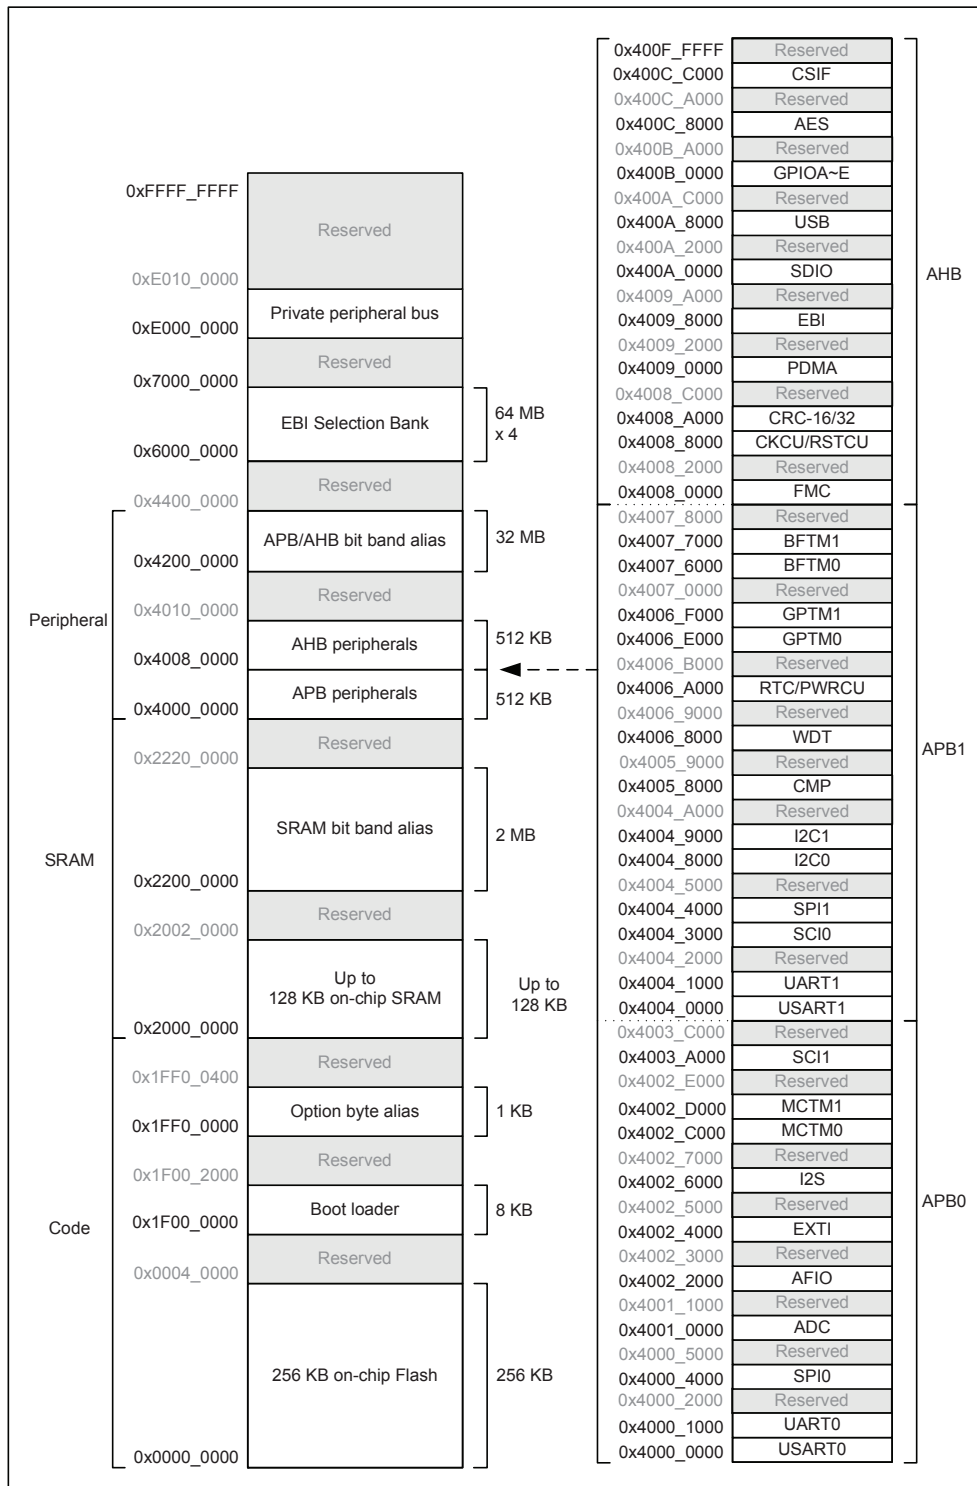 0xFFFF_FFFF
Reserved
0xE010_0000
Private peripheral bus
0xE000_0000
Reserved
0x7000_0000
EBI Selection Bank
64 MB
x 4
0x6000_0000
Reserved
0x4400_0000
APB/AHB bit band alias
32 MB
0x4200_0000
Reserved
0x4010_0000
Peripheral
AHB peripherals
512 KB
0x4008_0000
APB peripherals
512 KB
0x4000_0000
Reserved
0x2220_0000
SRAM bit band alias
2 MB
SRAM
0x2200_0000
Reserved
0x2002_0000
Up to
128 KB on-chip SRAM
Up to
128 KB
0x2000_0000
Reserved
0x1FF0_0400
Option byte alias
1 KB
0x1FF0_0000
Reserved
0x1F00_2000
Boot loader
8 KB
0x1F00_0000
Code
Reserved
0x0004_0000
256 KB on-chip Flash
256 KB
0x0000_0000
0x400F_FFFF Reserved
0x400C_C000 CSIF
0x400C_A000 Reserved
0x400C_8000 AES
0x400B_A000 Reserved
0x400B_0000 GPIOA~E
0x400A_C000 Reserved
0x400A_8000 USB
0x400A_2000 Reserved
0x400A_0000 SDIO
AHB
0x4009_A000 Reserved
0x4009_8000 EBI
0x4009_2000 Reserved
0x4009_0000 PDMA
0x4008_C000 Reserved
0x4008_A000 CRC-16/32
0x4008_8000 CKCU/RSTCU
0x4008_2000 Reserved
0x4008_0000 FMC
0x4007_8000 Reserved
0x4007_7000 BFTM1
0x4007_6000 BFTM0
0x4007_0000 Reserved
0x4006_F000 GPTM1
0x4006_E000 GPTM0
0x4006_B000 Reserved
0x4006_A000 RTC/PWRCU
0x4006_9000 Reserved
0x4006_8000 WDT
APB1
0x4005_9000 Reserved
0x4005_8000 CMP
0x4004_A000 Reserved
0x4004_9000 I2C1
0x4004_8000 I2C0
0x4004_5000 Reserved
0x4004_4000 SPI1
0x4004_3000 SCI0
0x4004_2000 Reserved
0x4004_1000 UART1
0x4004_0000 USART1
0x4003_C000 Reserved
0x4003_A000 SCI1
0x4002_E000 Reserved
0x4002_D000 MCTM1
0x4002_C000 MCTM0
0x4002_7000 Reserved
0x4002_6000 I2S
APB0
0x4002_5000 Reserved
0x4002_4000 EXTI
0x4002_3000 Reserved
0x4002_2000 AFIO
0x4001_1000 Reserved
0x4001_0000 ADC
0x4000_5000 Reserved
0x4000_4000 SPI0
0x4000_2000 Reserved
0x4000_1000 UART0
0x4000_0000 USART0